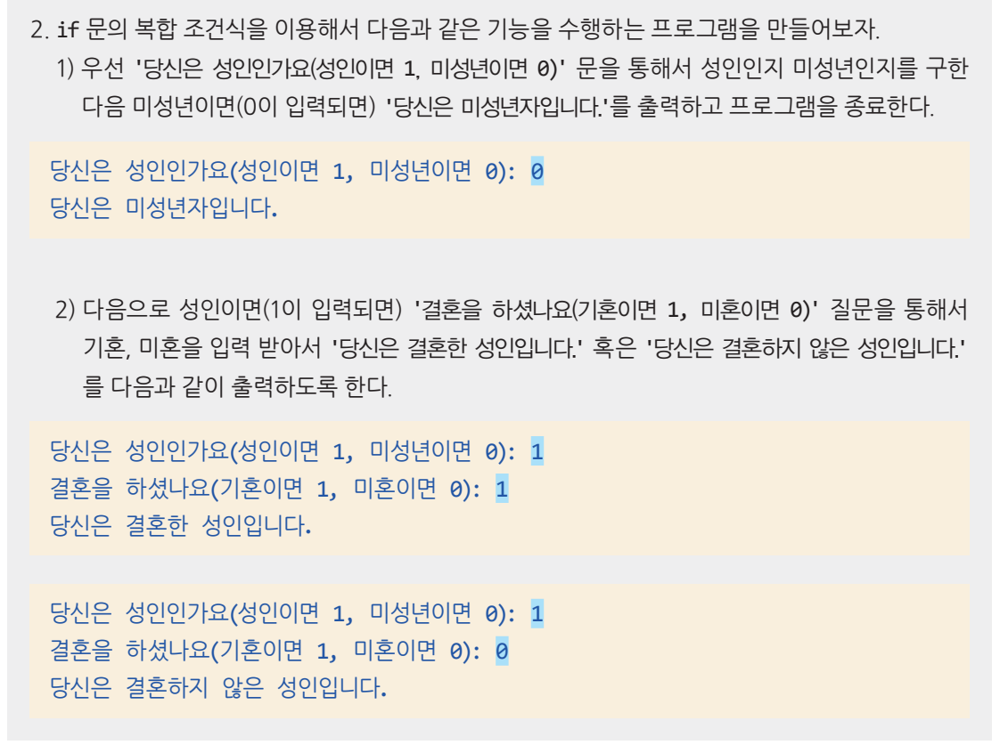 2. if 문의 복합 조건식을 이용해서 다음과 같은 기능을 수행하는 프로그램을 만들어보자.
1) 우선 '당신은 성인인가요(성인이면 1, 미성년이면 0)' 문을 통해서 성인인지 미성년인지를 구한
다음 미성년이면(0이 입력되면) '당신은 미성년자입니다.'를 출력하고 프로그램을 종료한다.
당신은 성인인가요(성인이면 1, 미성년이면 0): 0
당신은 미성년자입니다.
2) 다음으로 성인이면(1이 입력되면) '결혼을 하셨나요(기혼이면 1, 미혼이면 0)' 질문을 통해서
기혼, 미혼을 입력 받아서 '당신은 결혼한 성인입니다.' 혹은 '당신은 결혼하지 않은 성인입니다.'
를 다음과 같이 출력하도록 한다.
당신은 성인인가요(성인이면 1, 미성년이면 0): 1
결혼을 하셨나요(기혼이면 1, 미혼이면 0): 1
당신은 결혼한 성인입니다.
당신은 성인인가요(성인이면 1, 미성년이면 0): 1
결혼을 하셨나요(기혼이면 1, 미혼이면 0): 0
당신은 결혼하지 않은 성인입니다.